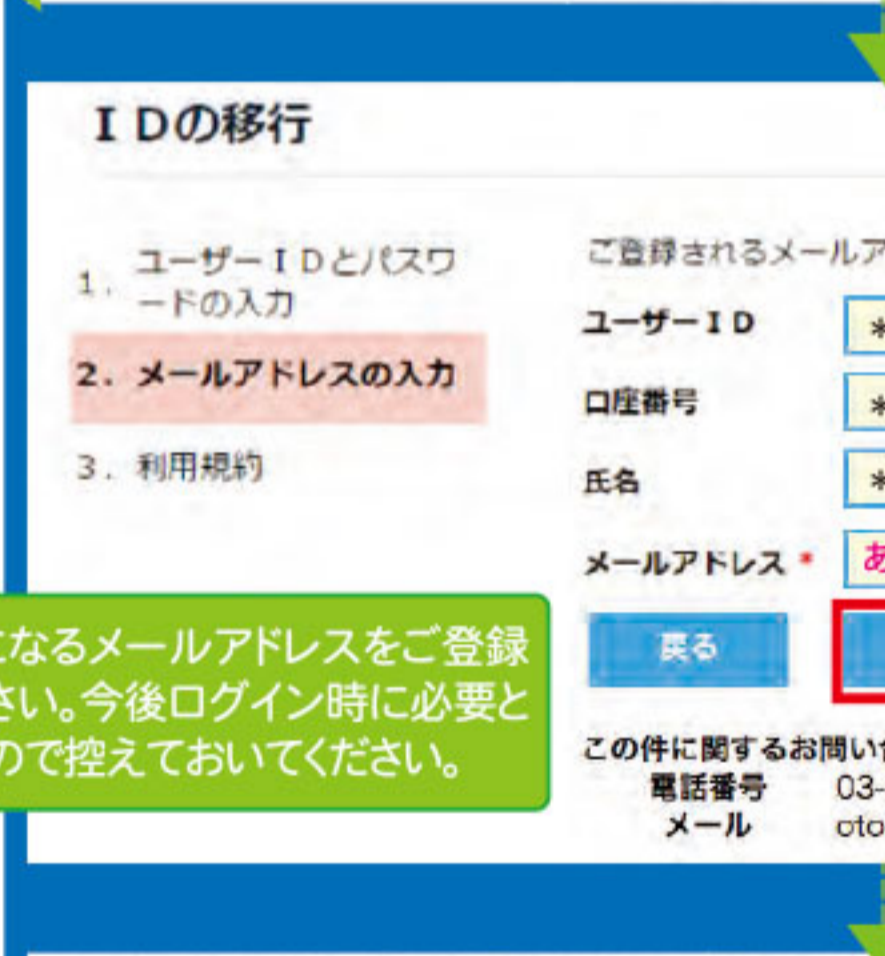 IDの移行
1. ユーザーIDとパスワ
ードの入力
2. メールアドレスの入力
3. 利用規約
ご登録されるメールア
ユーザーID *
口座番号 *
氏名 *
メールアドレス * あ
戻る
になるメールアドレスをご登録
さい。今後ログイン時に必要と
ので控えておいてください。
この件に関するお問い合
電話番号 03-
メール oto